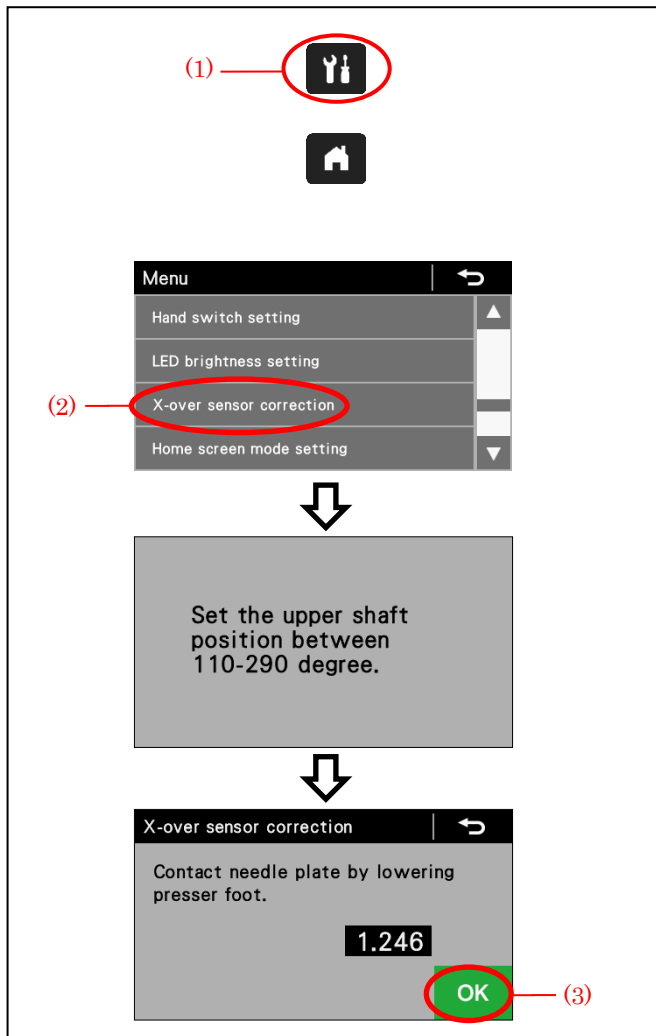 (1)
Menu
Hand switch setting
LED brightness setting
(2)
X-over sensor correction
Home screen mode setting
Set the upper shaft
position between
110-290 degree.
X-over sensor correction
Contact needle plate by lowering
presser foot.
1.246
OK
(3)